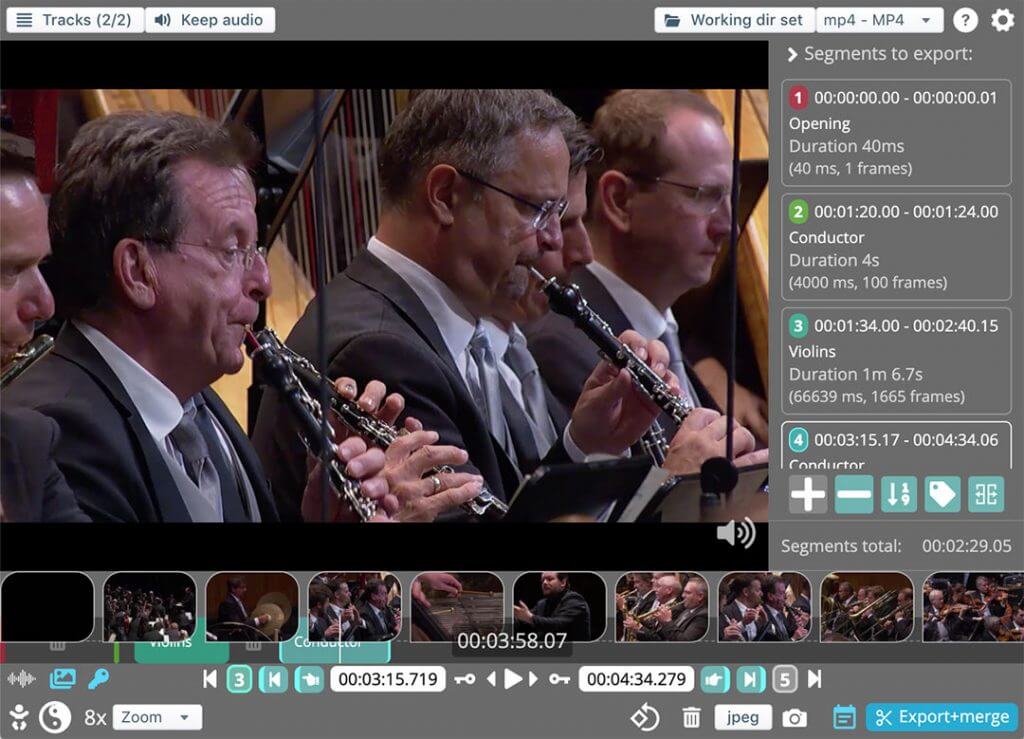 Tracks (2/2) Keep audio Working dir set mp4 - MP4 ?
Segments to export:
1 00:00:00.00 - 00:00:00.01
Opening
Duration 40ms
(40 ms, 1 frames)
2 00:01:20.00 - 00:01:24.00
Conductor
Duration 4s
(4000 ms, 100 frames)
3 00:01:34.00 - 00:02:40.15
Violins
Duration 1m 6.7s
(66639 ms, 1665 frames)
4 00:03:15.17 - 00:04:34.06
Conductor
1 9
Segments total: 00:02:29.05
Violins Conductor 00:03:58.07
3 00:03:15.719 00:04:34.279 5
8x Zoom jpeg Export+merge